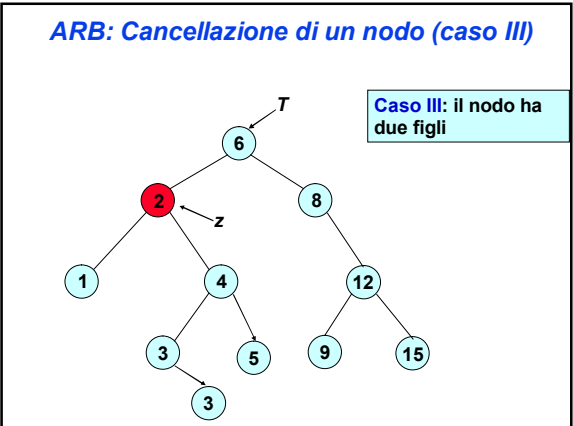 ARB: Cancellazione di un nodo (caso III)
T
Caso III: il nodo ha
due figli
6
2
8
z
1
4
12
3
5
9
15
3